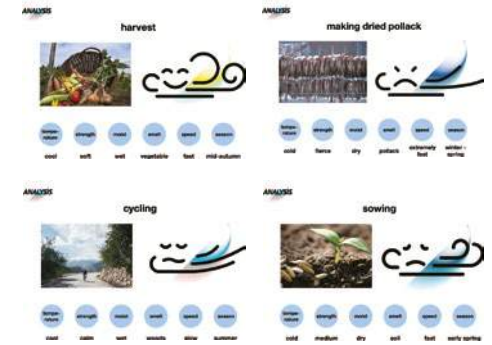 ANALYSIS
harvest
tempe-
rature
strength
moist
smell
speed
season
cool
soft
wet
vegetable
fast
mid-autumn
ANALYSIS
making dried pollack
tempe-
rature
strength
moist
smell
speed
season
cold
fierce
dry
pollack
extremely
fast
winter -
spring
ANALYSIS
cycling
tempe-
rature
strength
moist
smell
speed
season
cool
calm
wet
woods
slow
summer
ANALYSIS
sowing
tempe-
rature
strength
moist
smell
speed
season
cold
medium
dry
soil
fast
early spring